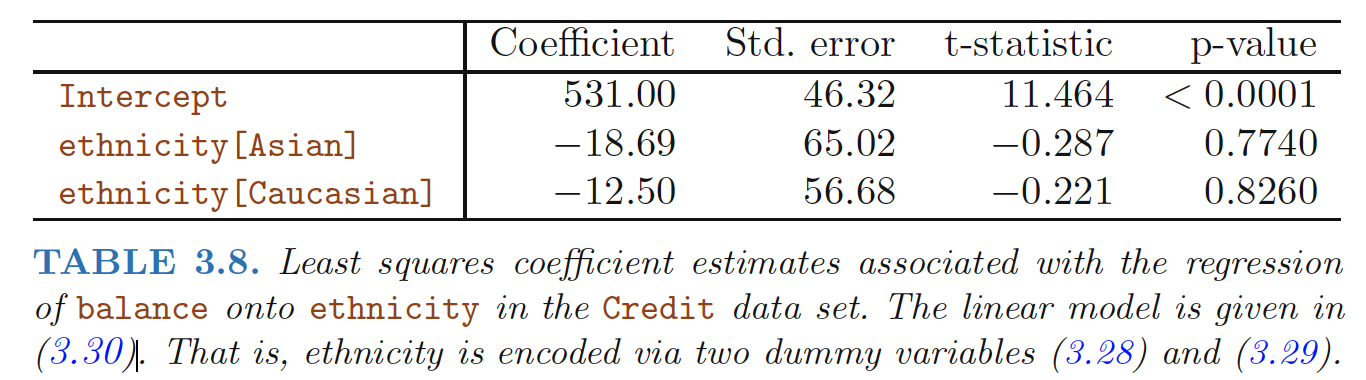 Coefficient Std. error t-statistic p-value
Intercept 531.00 46.32 11.464 < 0.0001
ethnicity[Asian] −18.69 65.02 −0.287 0.7740
ethnicity[Caucasian] −12.50 56.68 −0.221 0.8260
TABLE 3.8. Least squares coefficient estimates associated with the regression
of balance onto ethnicity in the Credit data set. The linear model is given in
(3.30). That is, ethnicity is encoded via two dummy variables (3.28) and (3.29).